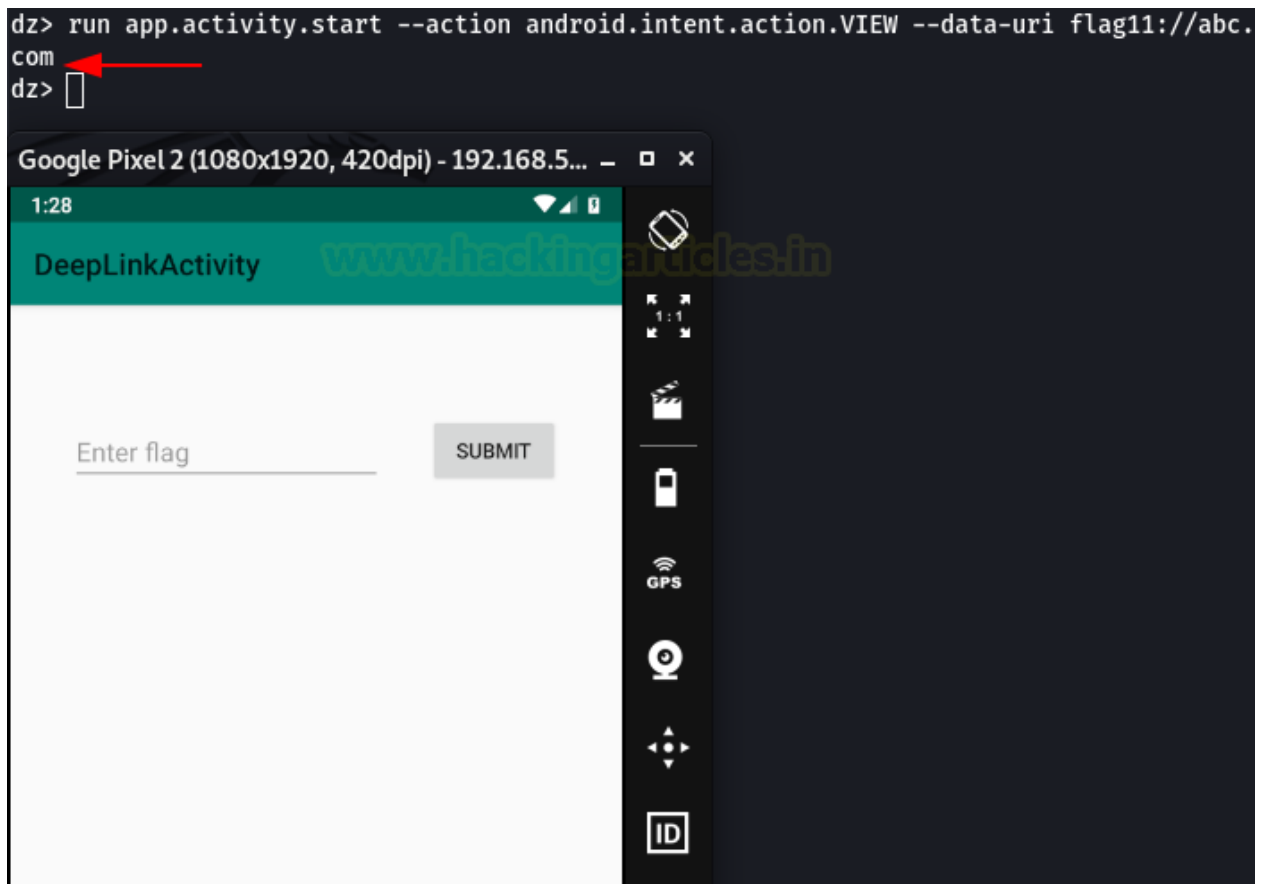 dz> run app.activity.start --action android.intent.action.VIEW --data-uri flag11://abc.
com
dz>
Google Pixel 2 (1080x1920, 420dpi) - 192.168.5...
1:28
DeepLinkActivity
www.hackingarticles.in
1:1
Enter flag
SUBMIT
GPS
ID